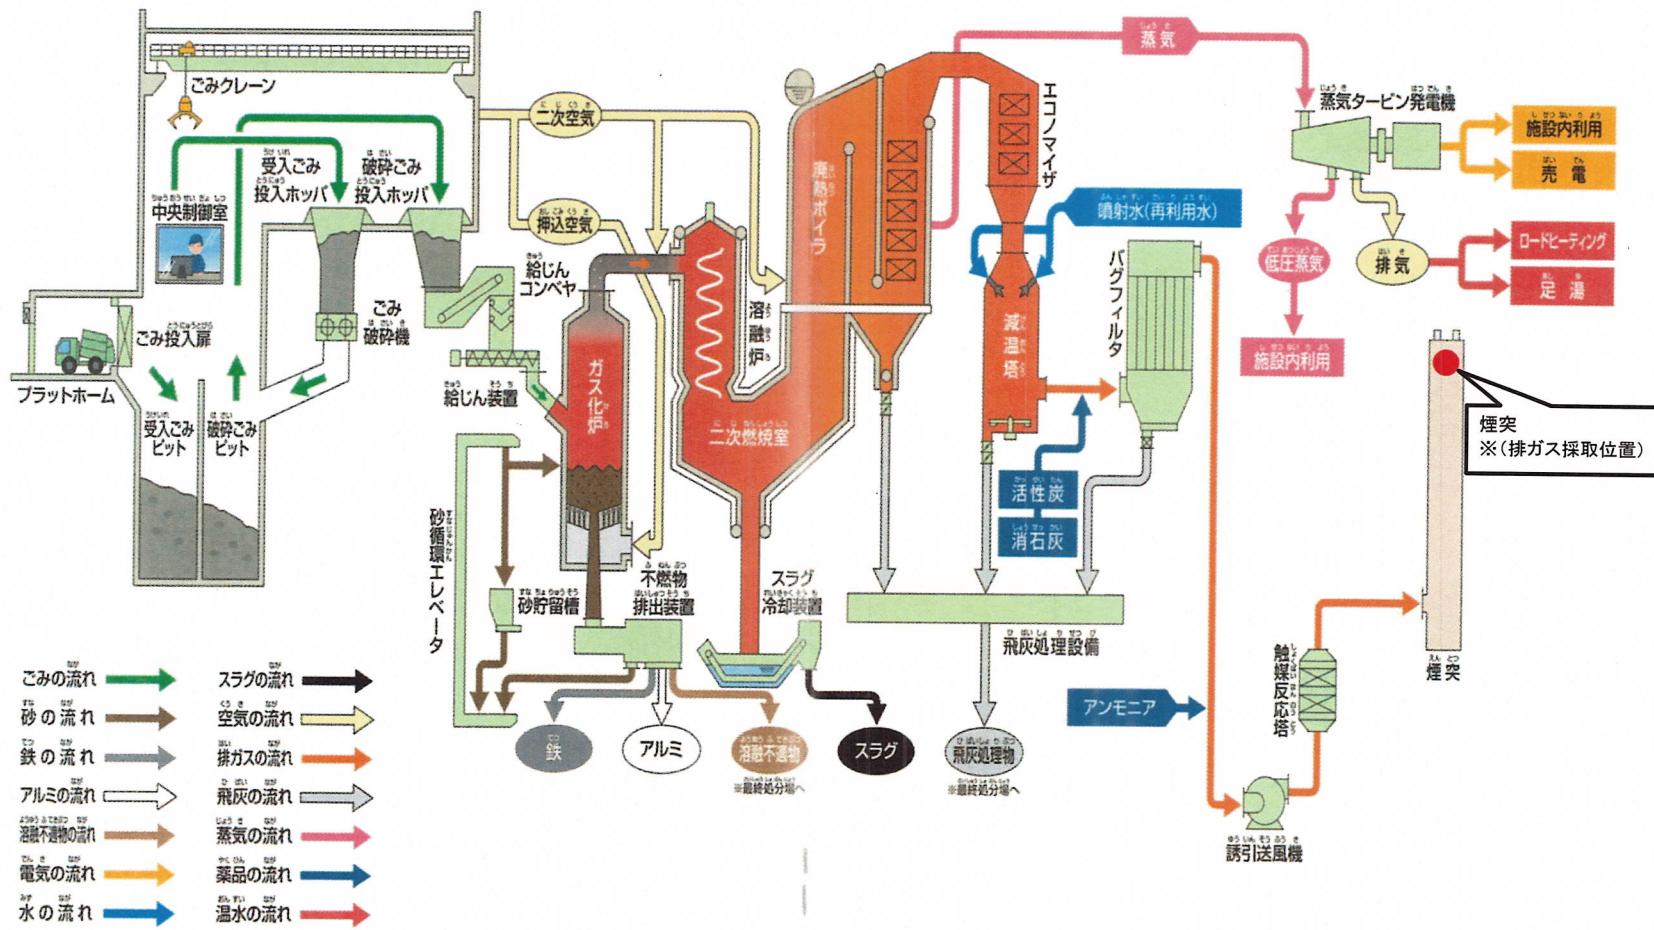 ごみクレーン
受入ごみ
投入ホッパ
破砕ごみ
投入ホッパ
中央制御室
ごみ投入扉
プラットホーム
受入ごみ
ピット
破砕ごみ
ピット
ごみ
破砕機
二次空気
押込空気
給じん
コンベヤ
給じん装置
ガス化炉
溶融炉
二次燃焼室
廃熱ボイラ
エコノマイザ
蒸気
蒸気タービン発電機
施設内利用
売電
低圧蒸気
排気
施設内利用
ロードヒーティング
足湯
噴射水(再利用水)
減温塔
バグフィルタ
活性炭
消石灰
煙突
※(排ガス採取位置)
砂循環エレベータ
砂貯留槽
不燃物
排出装置
スラグ
冷却装置
飛灰処理設備
鉄
アルミ
溶融不適物
※最終処分場へ
スラグ
飛灰処理物
※最終処分場へ
アンモニア
触媒反応塔
誘引送風機
煙突
ごみの流れ
砂の流れ
鉄の流れ
アルミの流れ
溶融不適物の流れ
電気の流れ
水の流れ
スラグの流れ
空気の流れ
排ガスの流れ
飛灰の流れ
蒸気の流れ
薬品の流れ
温水の流れ